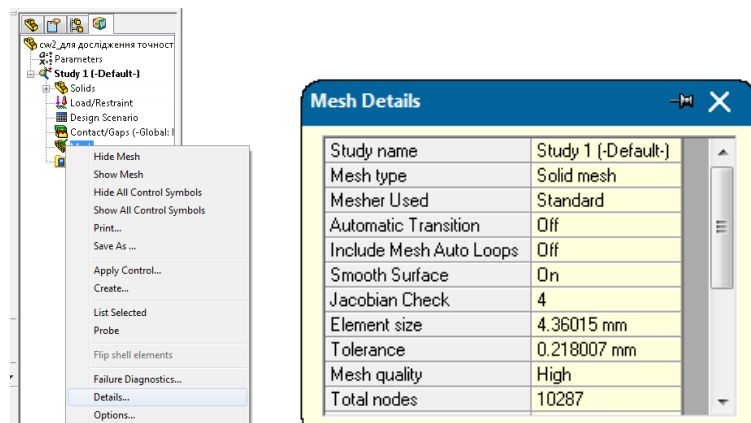 cw2_для дослідження точност
Parameters
Study 1 (-Default-)
Solids
Load/Restraint
Design Scenario
Contact/Gaps (-Global: I
Hide Mesh
Show Mesh
Hide All Control Symbols
Show All Control Symbols
Print...
Save As ...
Apply Control...
Create...
List Selected
Probe
Flip shell elements
Failure Diagnostics...
Details...
Options...
Mesh Details
Study name Study 1 (-Default-)
Mesh type Solid mesh
Mesher Used Standard
Automatic Transition Off
Include Mesh Auto Loops Off
Smooth Surface On
Jacobian Check 4
Element size 4.36015 mm
Tolerance 0.218007 mm
Mesh quality High
Total nodes 10287